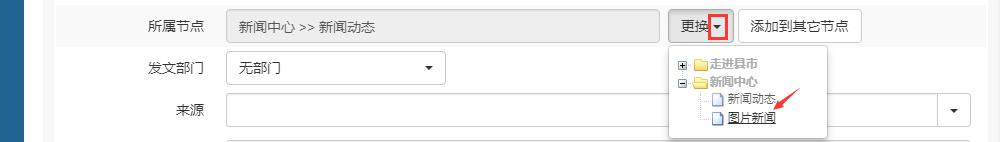 所属节点 新闻中心 >> 新闻动态 更换 添加到其它节点
走进县市
发文部门 无部门
新闻中心
新闻动态
来源
图片新闻